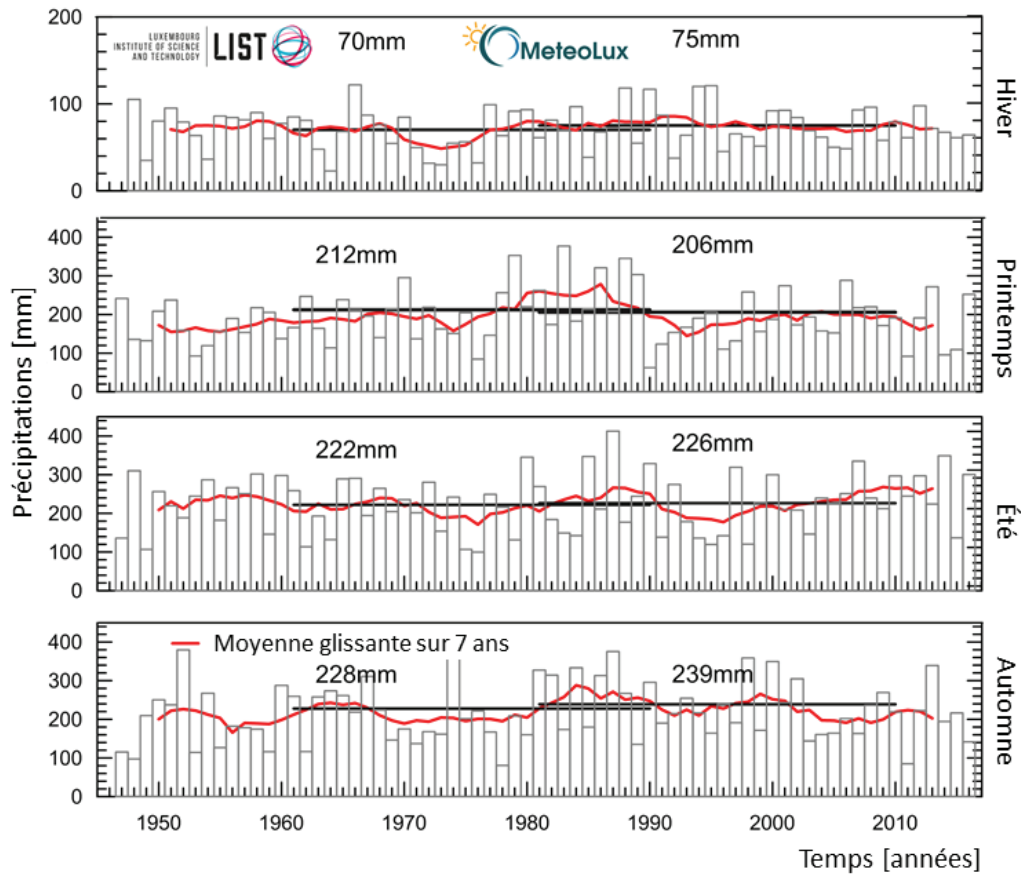 LUXEMBOURG
INSTITUTE OF SCIENCE
AND TECHNOLOGY
LIST
70mm
MeteoLux
75mm
200
100
0
Hiver
212mm
206mm
400
300
200
100
0
Printemps
Précipitations [mm]
222mm
226mm
400
300
200
100
0
Été
Moyenne glissante sur 7 ans
228mm
239mm
400
300
200
100
0
Automne
1950 1960 1970 1980 1990 2000 2010
Temps [années]